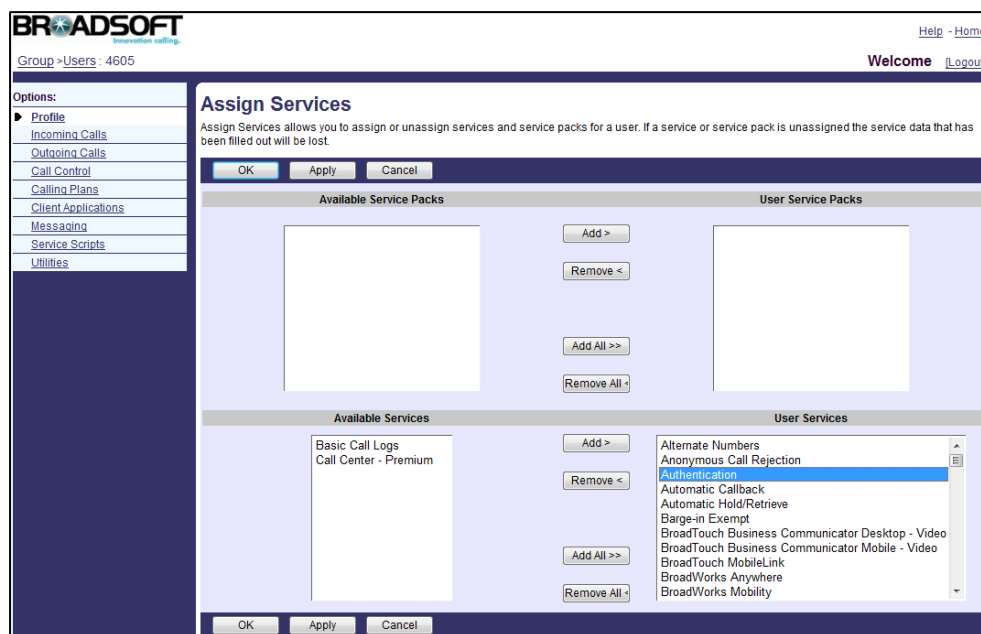 BROADSOFT
innovation calling.
Help - Home
Group >Users : 4605
Welcome [Logout
Options:
Profile
Incoming Calls
Outgoing Calls
Call Control
Calling Plans
Client Applications
Messaging
Service Scripts
Utilities
Assign Services
Assign Services allows you to assign or unassign services and service packs for a user. If a service or service pack is unassigned the service data that has
been filled out will be lost.
OK Apply Cancel
Available Service Packs User Service Packs
Add >
Remove <
Add All >>
Remove All <
Available Services User Services
Basic Call Logs
Call Center - Premium
Add >
Remove <
Add All >>
Remove All <
Alternate Numbers
Anonymous Call Rejection
Authentication
Automatic Callback
Automatic Hold/Retrieve
Barge-in Exempt
BroadTouch Business Communicator Desktop - Video
BroadTouch Business Communicator Mobile - Video
BroadTouch MobileLink
BroadWorks Anywhere
BroadWorks Mobility
OK Apply Cancel